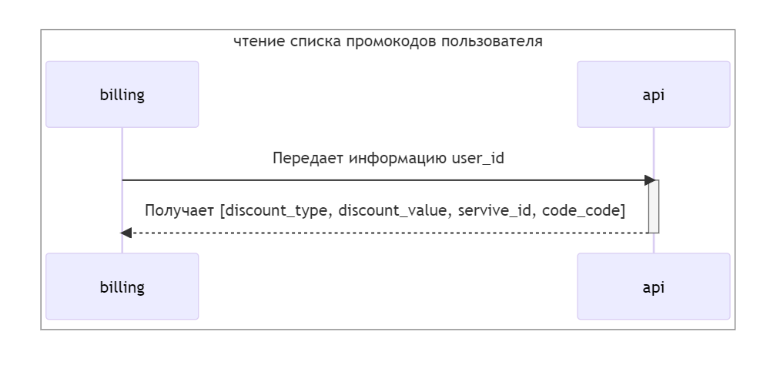 чтение списка промокодов пользователя
billing
api
Передает информацию user_id
Получает [discount_type, discount_value, servive_id, code_code]
billing
api